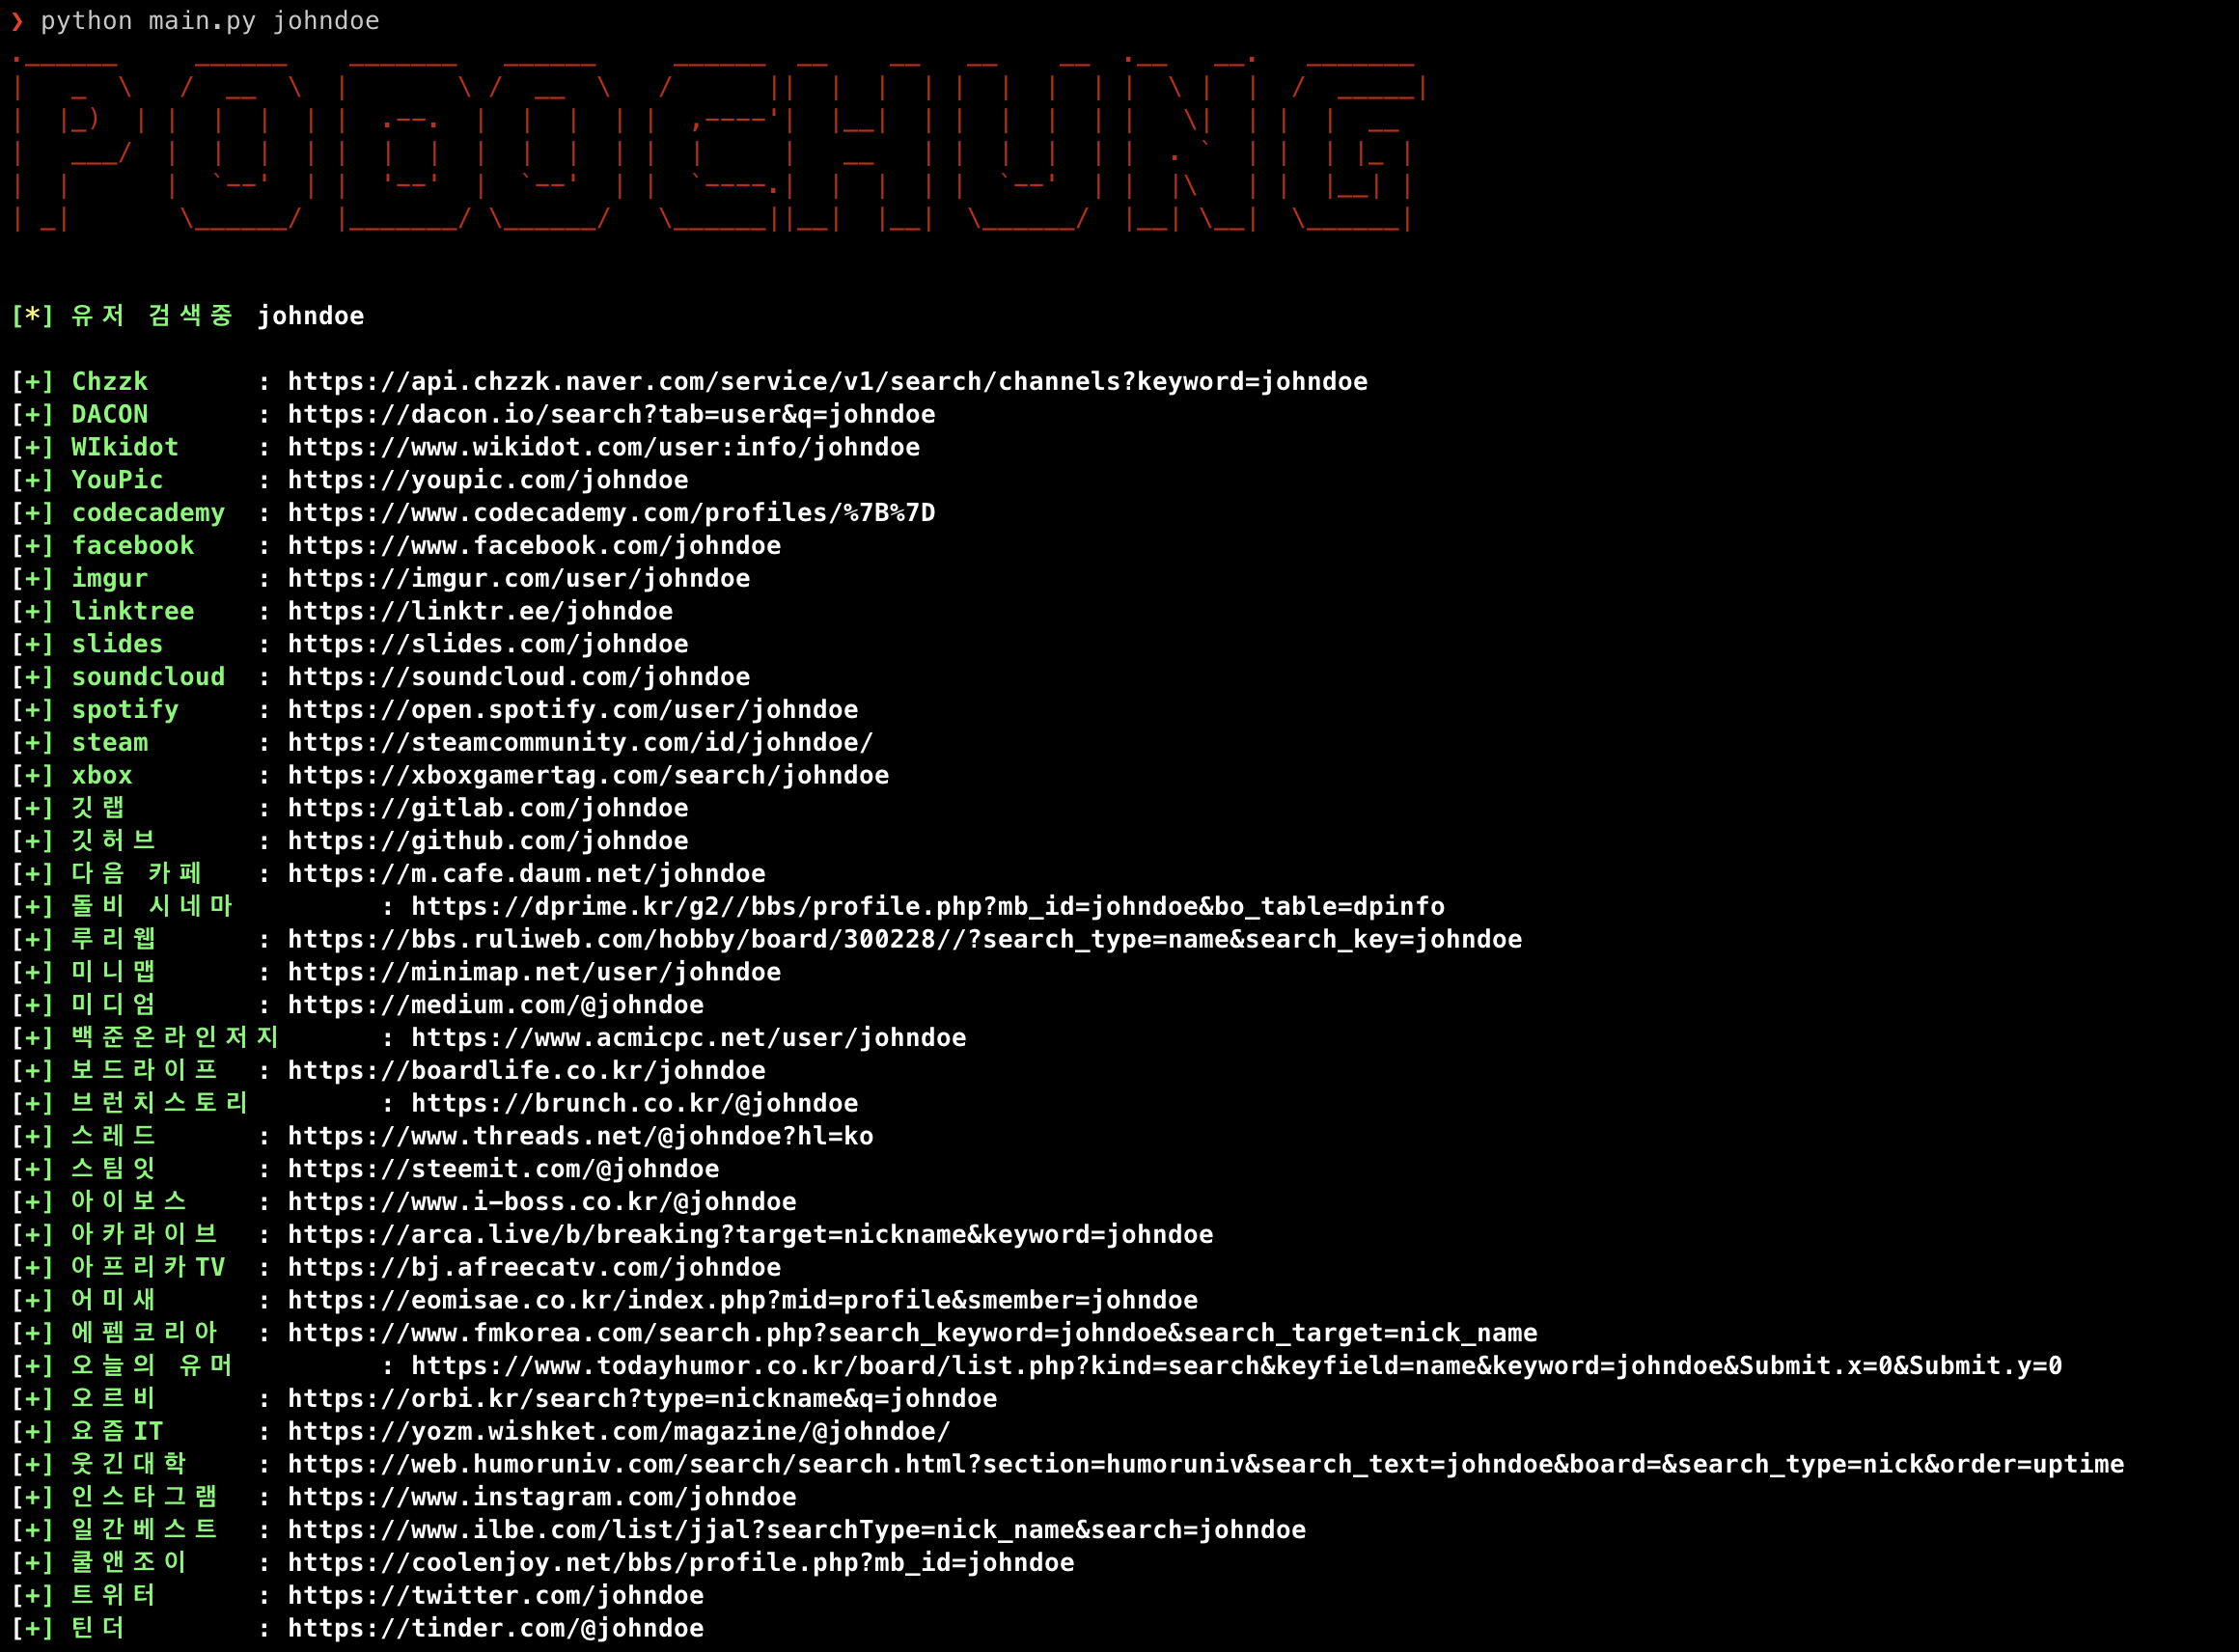 ❯ python main.py johndoe
PODOCHUNG
[*] 유저 검색중 johndoe
[+] Chzzk : https://api.chzzk.naver.com/service/v1/search/channels?keyword=johndoe
[+] DACON : https://dacon.io/search?tab=user&q=johndoe
[+] WIkidot : https://www.wikidot.com/user:info/johndoe
[+] YouPic : https://youpic.com/johndoe
[+] codecademy : https://www.codecademy.com/profiles/%7B%7D
[+] facebook : https://www.facebook.com/johndoe
[+] imgur : https://imgur.com/user/johndoe
[+] linktree : https://linktr.ee/johndoe
[+] slides : https://slides.com/johndoe
[+] soundcloud : https://soundcloud.com/johndoe
[+] spotify : https://open.spotify.com/user/johndoe
[+] steam : https://steamcommunity.com/id/johndoe/
[+] xbox : https://xboxgamertag.com/search/johndoe
[+] 깃랩 : https://gitlab.com/johndoe
[+] 깃허브 : https://github.com/johndoe
[+] 다음 카페 : https://m.cafe.daum.net/johndoe
[+] 돌비 시네마 : https://dprime.kr/g2//bbs/profile.php?mb_id=johndoe&bo_table=dpinfo
[+] 루리웹 : https://bbs.ruliweb.com/hobby/board/300228//?search_type=name&search_key=johndoe
[+] 미니맵 : https://minimap.net/user/johndoe
[+] 미디엄 : https://medium.com/@johndoe
[+] 백준온라인저지 : https://www.acmicpc.net/user/johndoe
[+] 보드라이프 : https://boardlife.co.kr/johndoe
[+] 브런치스토리 : https://brunch.co.kr/@johndoe
[+] 스레드 : https://www.threads.net/@johndoe?hl=ko
[+] 스팀잇 : https://steemit.com/@johndoe
[+] 아이보스 : https://www.i-boss.co.kr/@johndoe
[+] 아카라이브 : https://arca.live/b/breaking?target=nickname&keyword=johndoe
[+] 아프리카TV : https://bj.afreecatv.com/johndoe
[+] 어미새 : https://eomisae.co.kr/index.php?mid=profile&smember=johndoe
[+] 에펨코리아 : https://www.fmkorea.com/search.php?search_keyword=johndoe&search_target=nick_name
[+] 오늘의 유머 : https://www.todayhumor.co.kr/board/list.php?kind=search&keyfield=name&keyword=johndoe&Submit.x=0&Submit.y=0
[+] 오르비 : https://orbi.kr/search?type=nickname&q=johndoe
[+] 요즘IT : https://yozm.wishket.com/magazine/@johndoe/
[+] 웃긴대학 : https://web.humoruniv.com/search/search.html?section=humoruniv&search_text=johndoe&board=&search_type=nick&order=uptime
[+] 인스타그램 : https://www.instagram.com/johndoe
[+] 일간베스트 : https://www.ilbe.com/list/jjal?searchType=nick_name&search=johndoe
[+] 쿨앤조이 : https://coolenjoy.net/bbs/profile.php?mb_id=johndoe
[+] 트위터 : https://twitter.com/johndoe
[+] 틴더 : https://tinder.com/@johndoe